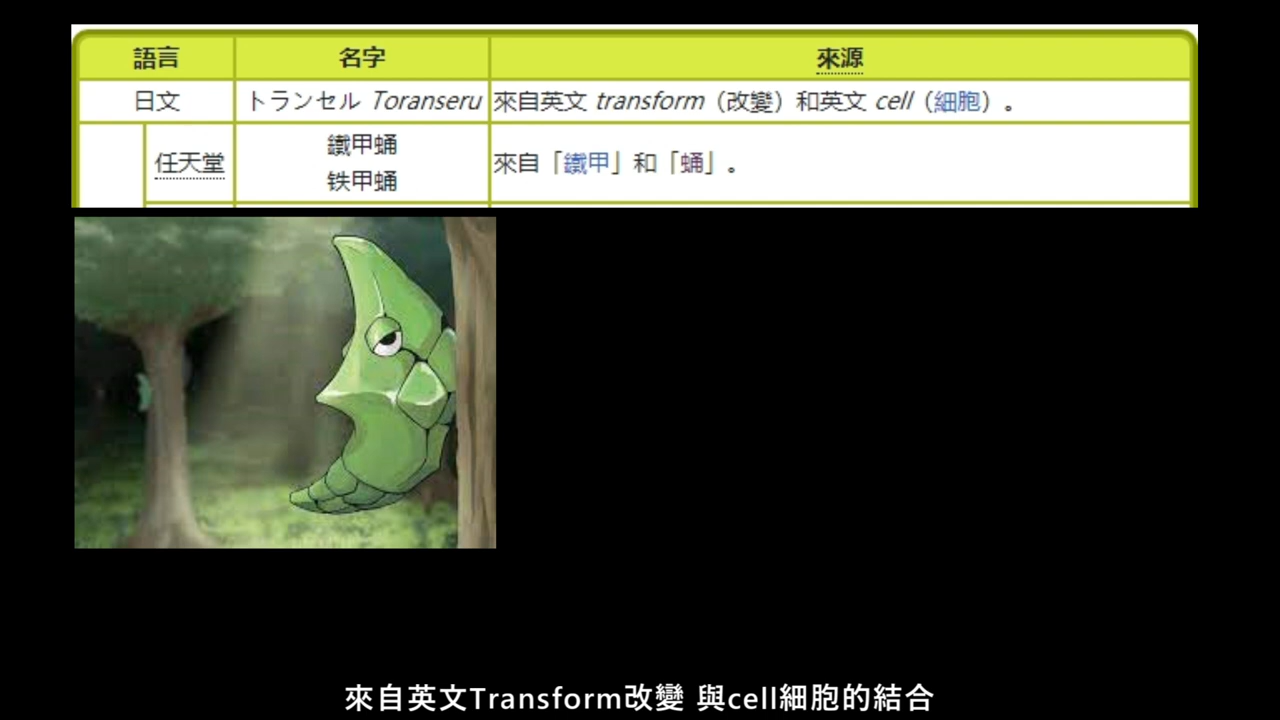 語言 名字 來源
日文 トランセル Toranseru 來自英文 transform（改變）和英文 cell（細胞）。
任天堂 鐵甲蛹 來自「鐵甲」和「蛹」。
铁甲蛹
來自英文Transform改變 與cell細胞的結合